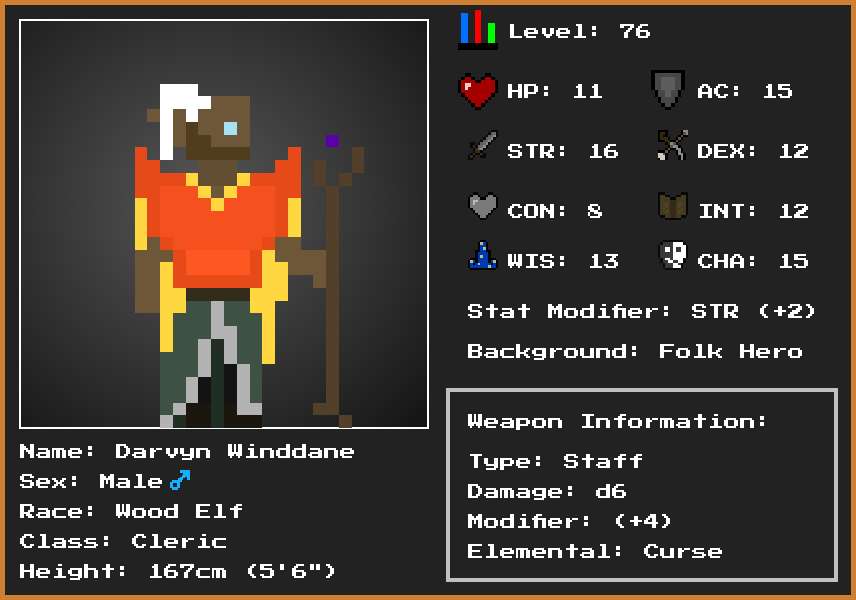 Level: 76
HP: 11 AC: 15
STR: 16 DEX: 12
CON: 8 INT: 12
WIS: 13 CHA: 15
Stat Modifier: STR (+2)
Background: Folk Hero
Weapon Information:
Type: Staff
Damage: d6
Modifier: (+4)
Elemental: Curse
Name: Darvyn Winddane
Sex: Male ♂
Race: Wood Elf
Class: Cleric
Height: 167cm (5'6")